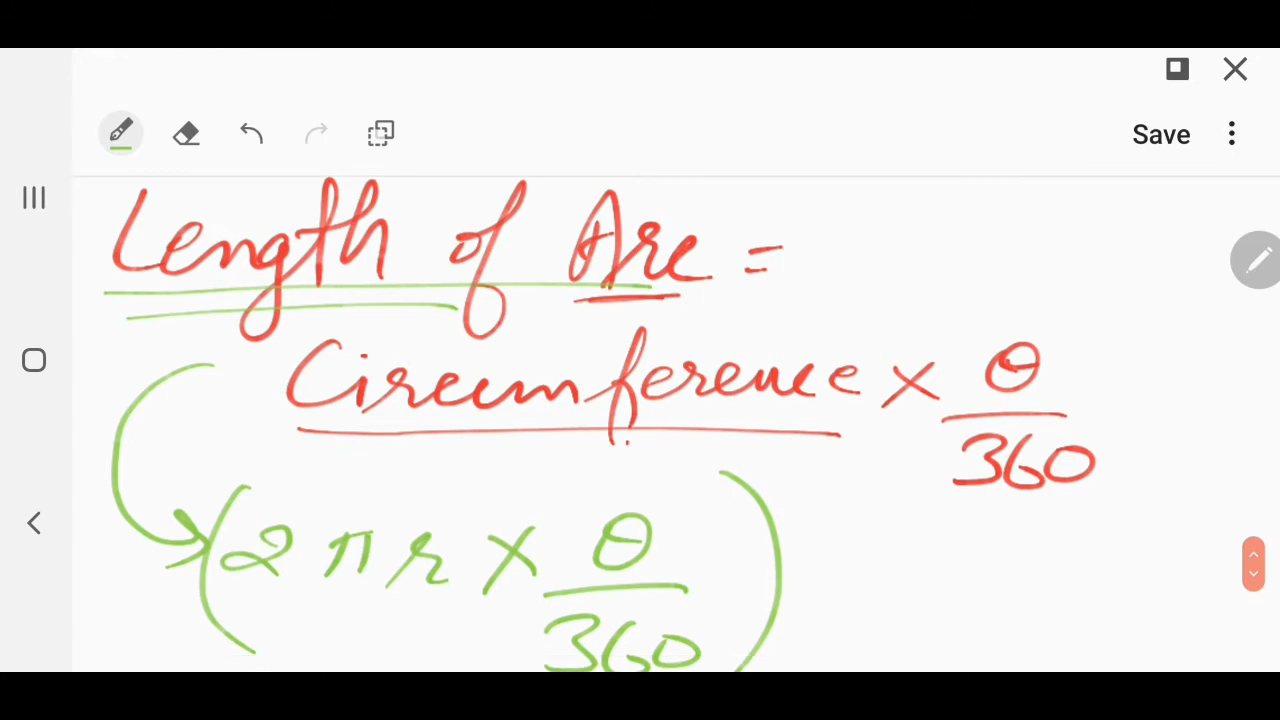 Save
Length of Arc =
Circumference × θ/360
(2πr × θ/360)